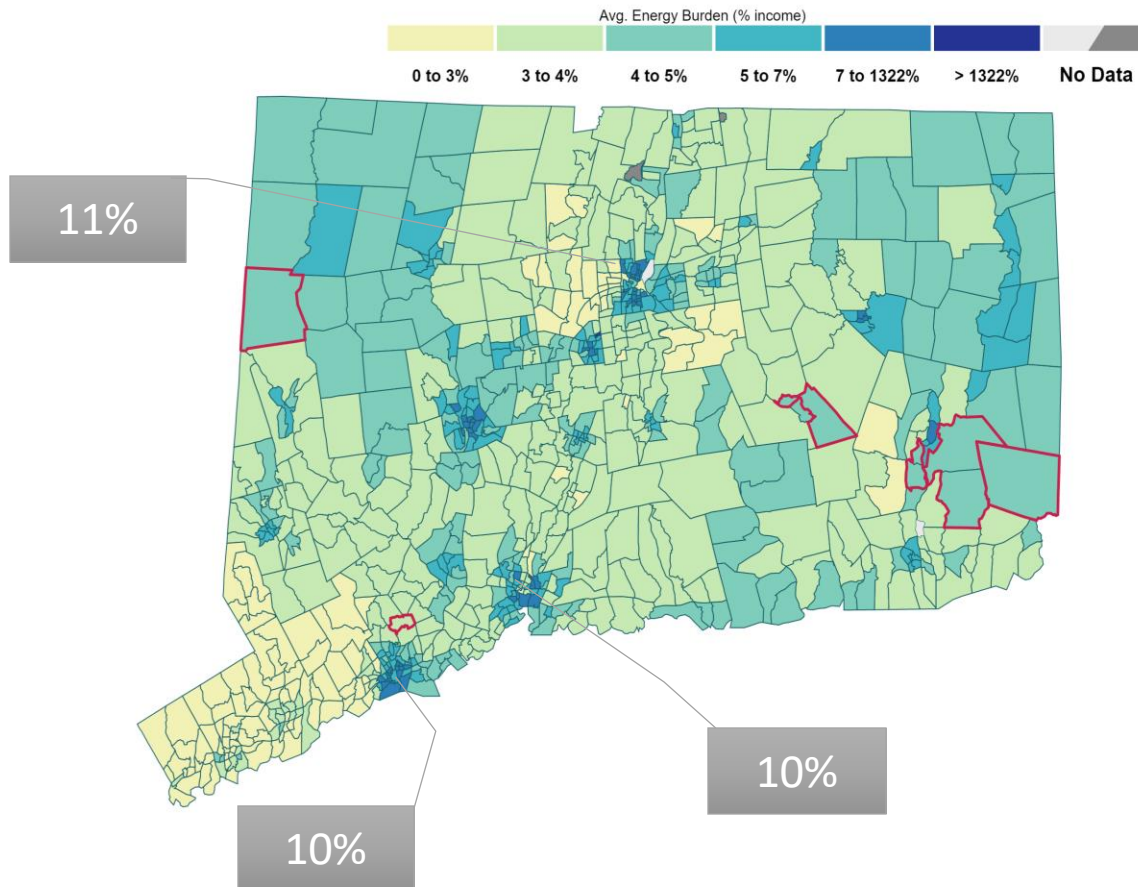 Avg. Energy Burden (% income)
0 to 3% 3 to 4% 4 to 5% 5 to 7% 7 to 1322% > 1322% No Data
11%
10%
10%